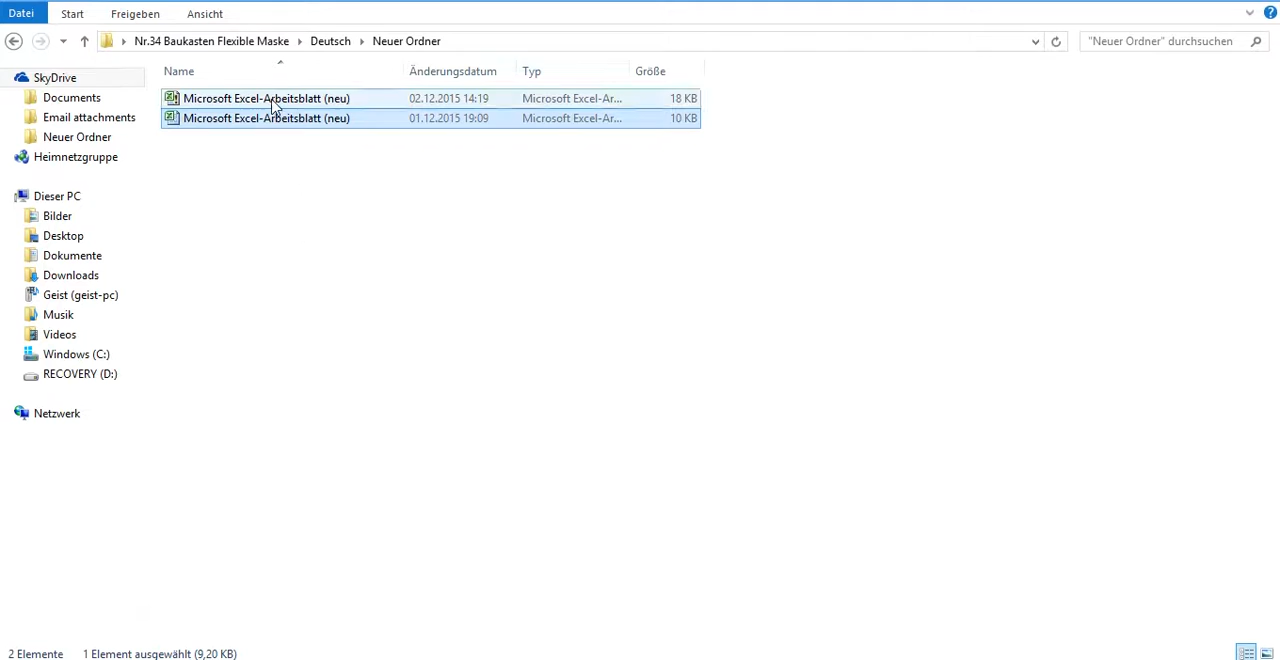 Datei Start Freigeben Ansicht
Nr.34 Baukasten Flexible Maske Deutsch Neuer Ordner "Neuer Ordner" durchsuchen
Name Änderungsdatum Typ Größe
SkyDrive
Documents
Email attachments
Neuer Ordner
Heimnetzgruppe
Dieser PC
Bilder
Desktop
Dokumente
Downloads
Geist (geist-pc)
Musik
Videos
Windows (C:)
RECOVERY (D:)
Netzwerk
Microsoft Excel-Arbeitsblatt (neu) 02.12.2015 14:19 Microsoft Excel-Ar... 18 KB
Microsoft Excel-Arbeitsblatt (neu) 01.12.2015 19:09 Microsoft Excel-Ar... 10 KB
2 Elemente 1 Element ausgewählt (9,20 KB)